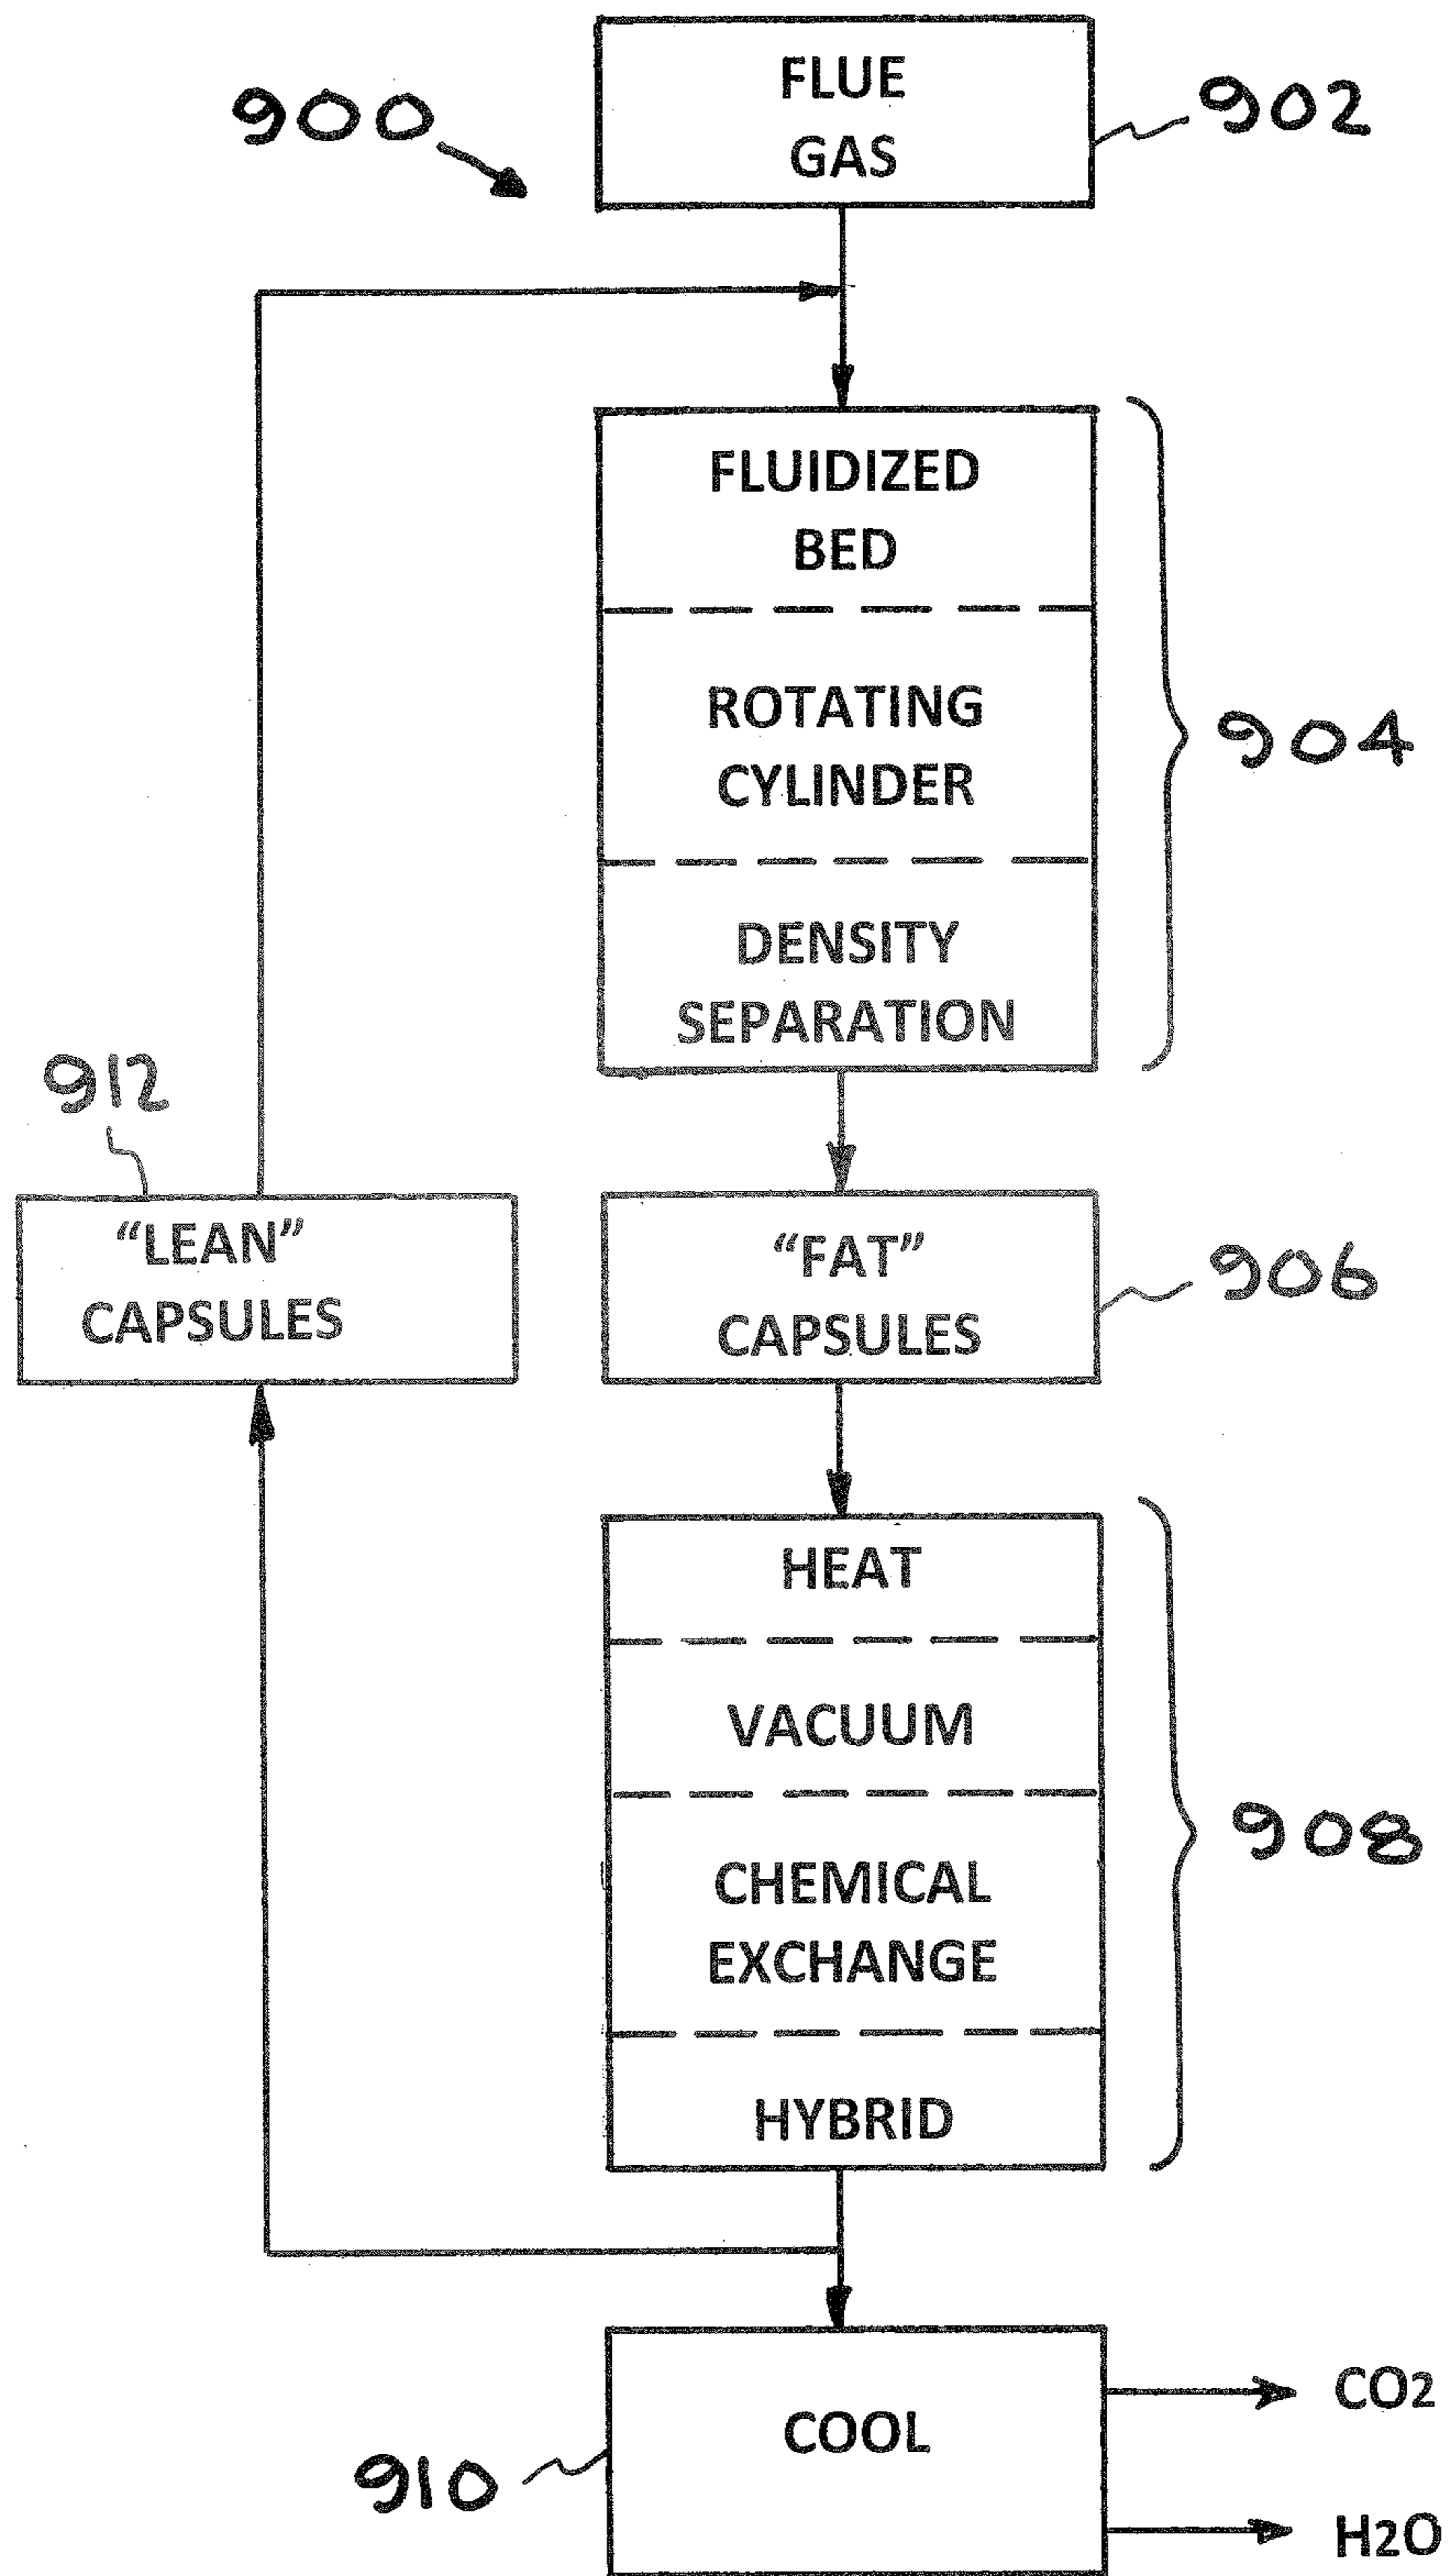 FLUE
GAS
900
902
FLUIDIZED
BED
ROTATING
CYLINDER
904
DENSITY
SEPARATION
912
“LEAN”
CAPSULES
“FAT”
CAPSULES
906
HEAT
VACUUM
CHEMICAL
EXCHANGE
908
HYBRID
COOL
910
CO2
H2O